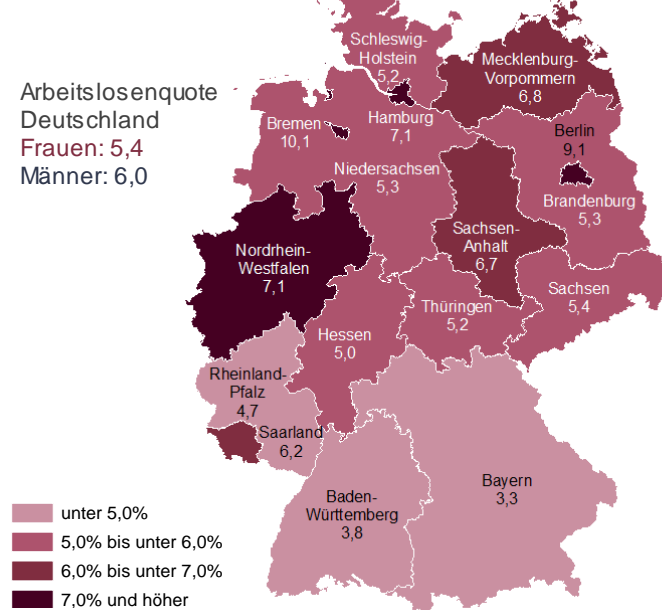 Arbeitslosenquote
Deutschland
Frauen: 5,4
Männer: 6,0
Schleswig-
Holstein
5,2
Mecklenburg-
Vorpommern
6,8
Hamburg
7,1
Bremen
10,1
Berlin
9,1
Niedersachsen
5,3
Brandenburg
5,3
Sachsen-
Anhalt
6,7
Nordrhein-
Westfalen
7,1
Sachsen
5,4
Thüringen
5,2
Hessen
5,0
Rheinland-
Pfalz
4,7
Saarland
6,2
Bayern
3,3
Baden-
Württemberg
3,8
unter 5,0%
5,0% bis unter 6,0%
6,0% bis unter 7,0%
7,0% und höher